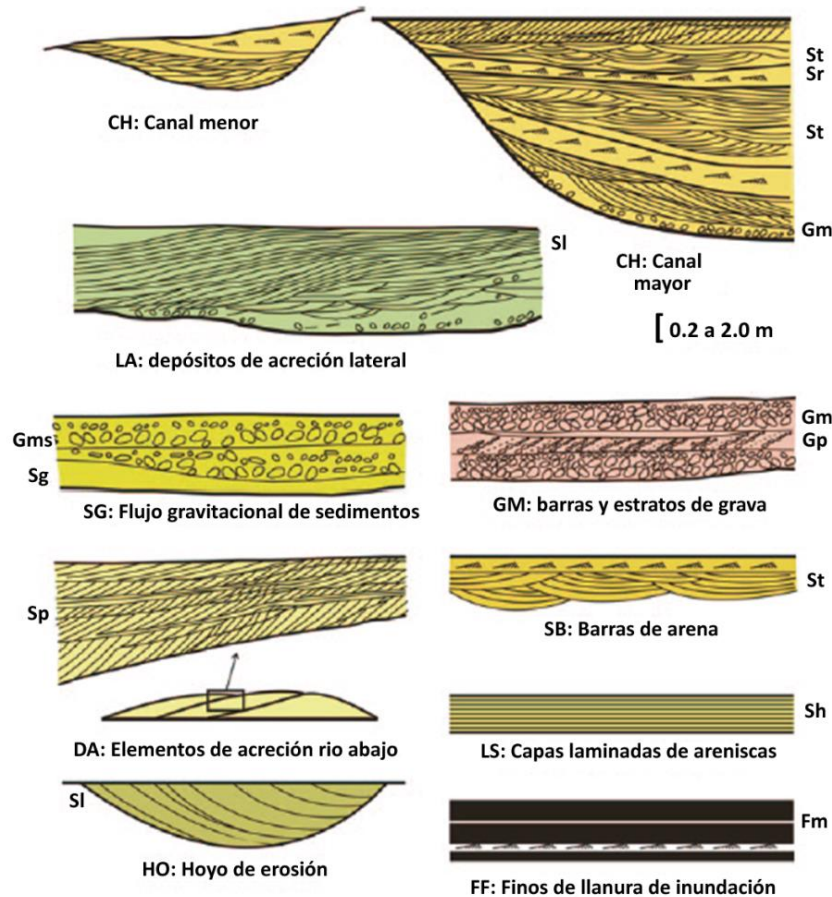 St
Sr
St
Gm
CH: Canal menor
CH: Canal
mayor
Sl
[ 0.2 a 2.0 m
LA: depósitos de acreción lateral
Gms
Sg
SG: Flujo gravitacional de sedimentos
Gm
Gp
GM: barras y estratos de grava
Sp
DA: Elementos de acreción rio abajo
St
SB: Barras de arena
Sh
LS: Capas laminadas de areniscas
Sl
HO: Hoyo de erosión
Fm
FF: Finos de llanura de inundación